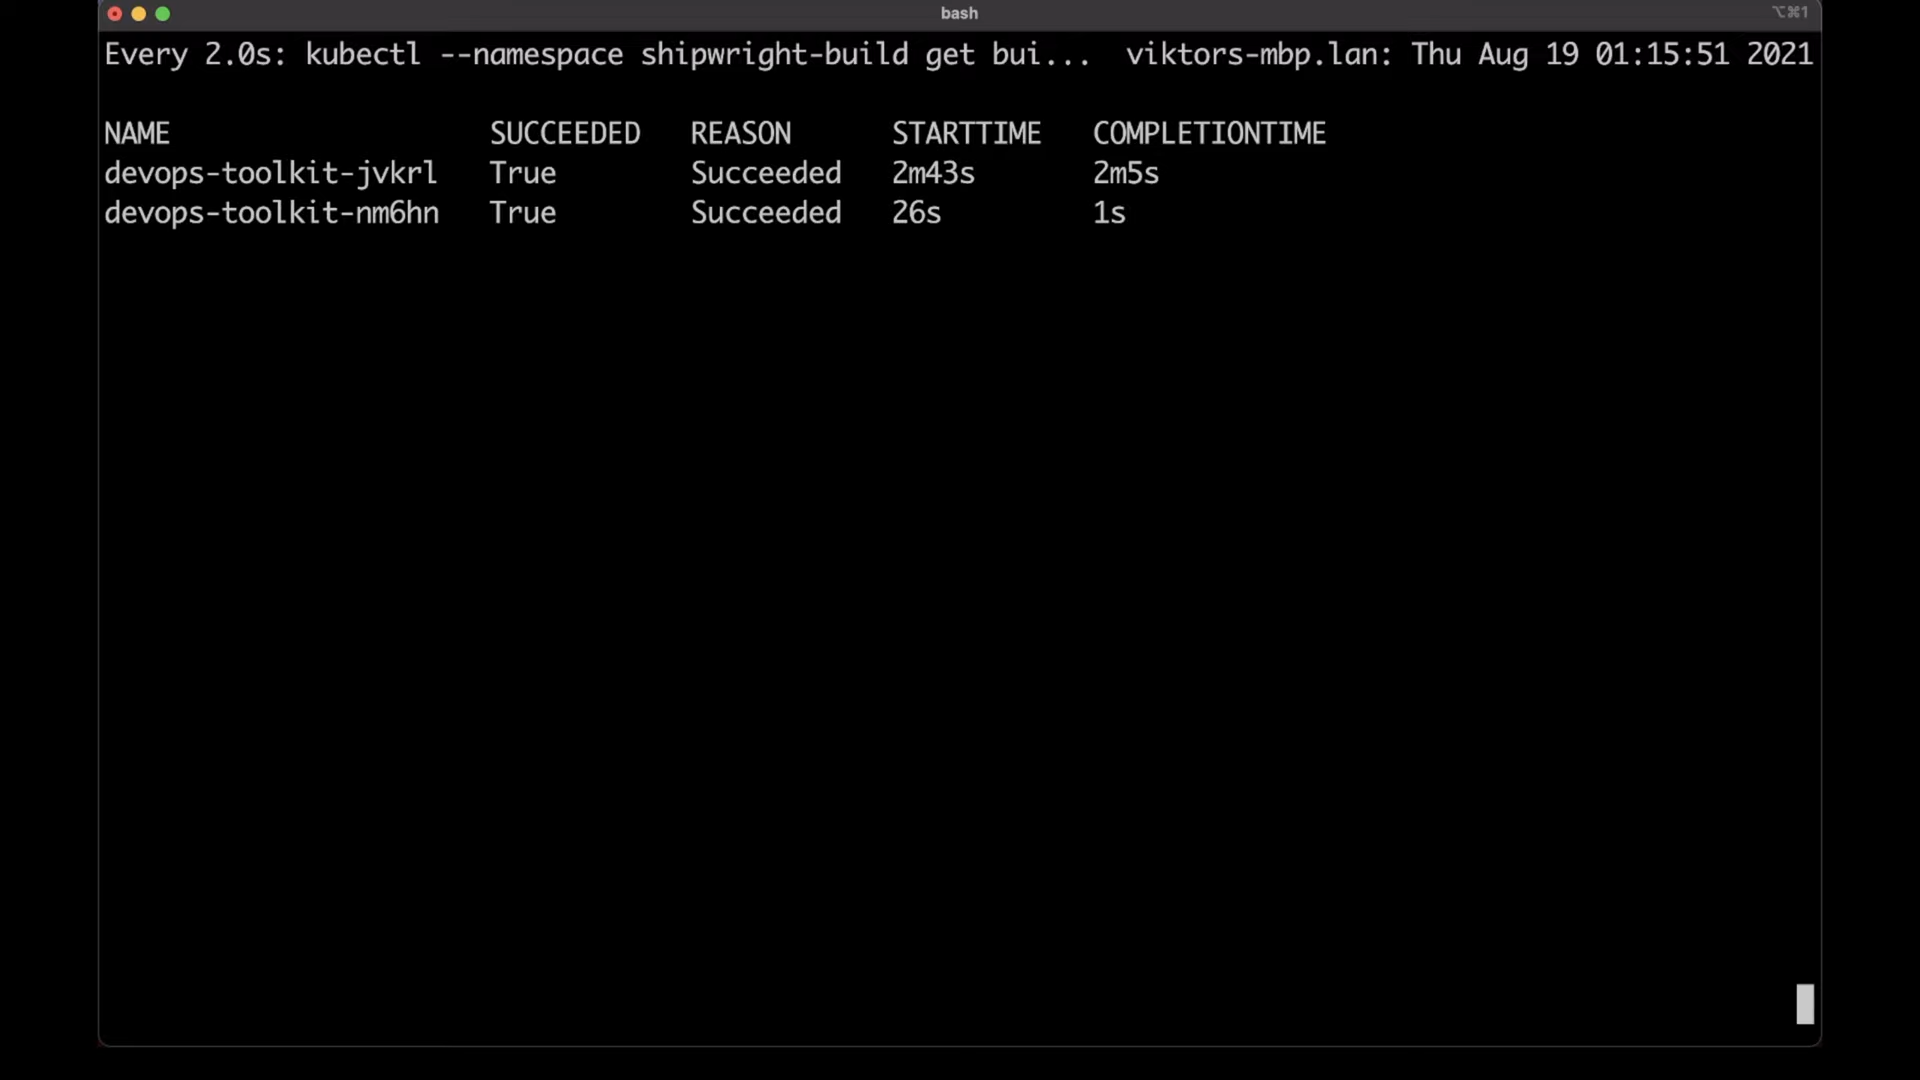 bash
⌥⌘1
Every 2.0s: kubectl --namespace shipwright-build get bui...  viktors-mbp.lan: Thu Aug 19 01:15:51 2021
NAME                   SUCCEEDED   REASON      STARTTIME   COMPLETIONTIME
devops-toolkit-jvkrl   True        Succeeded   2m43s       2m5s
devops-toolkit-nm6hn   True        Succeeded   26s         1s